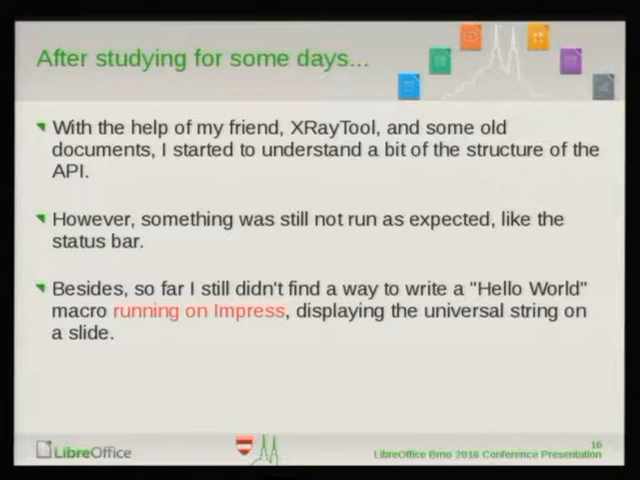 After studying for some days...
With the help of my friend, XRayTool, and some old
documents, I started to understand a bit of the structure of the
API.
However, something was still not run as expected, like the
status bar.
Besides, so far I still didn't find a way to write a "Hello World"
macro running on Impress, displaying the universal string on
a slide.
LibreOffice
16
LibreOffice Brno 2016 Conference Presentation